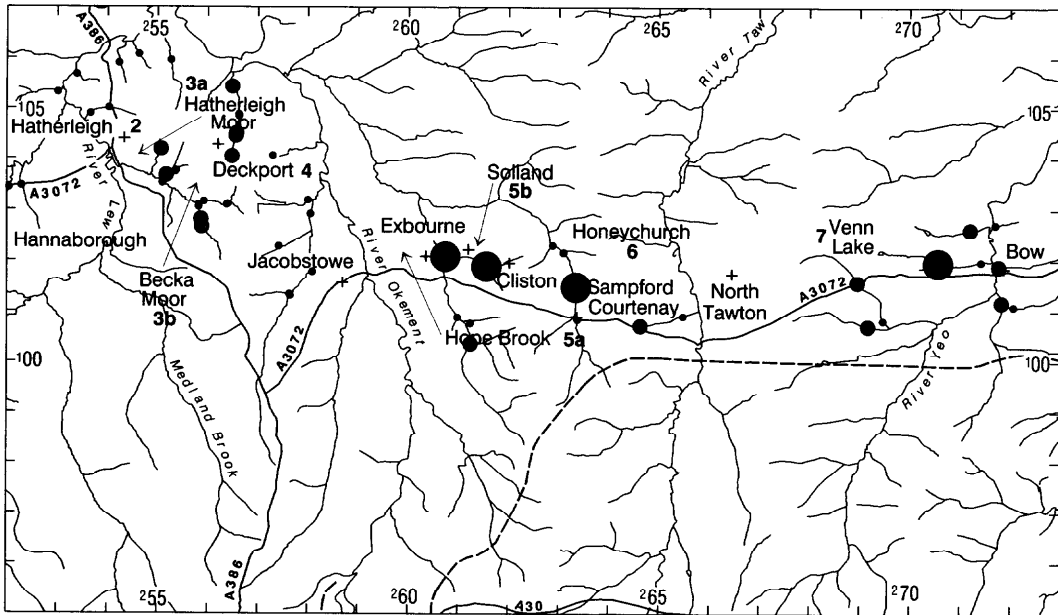 255
260
265
270
A386
River Taw
3a
Hatherleigh
Moor
105
105
Hatherleigh 2
Deckport 4
Solland
5b
A3072
River Lew
Exbourne
Honeychurch
6
7 Venn
Lake
Hannaborough
Bow
Jacobstowe
Cliston
Becka
Moor
3b
Sampford
Courtenay
North
Tawton
A3072
River Okement
Hope Brook
5a
A3072
100
100
River Yeo
Medland Brook
A386
255
260
265
270
A30